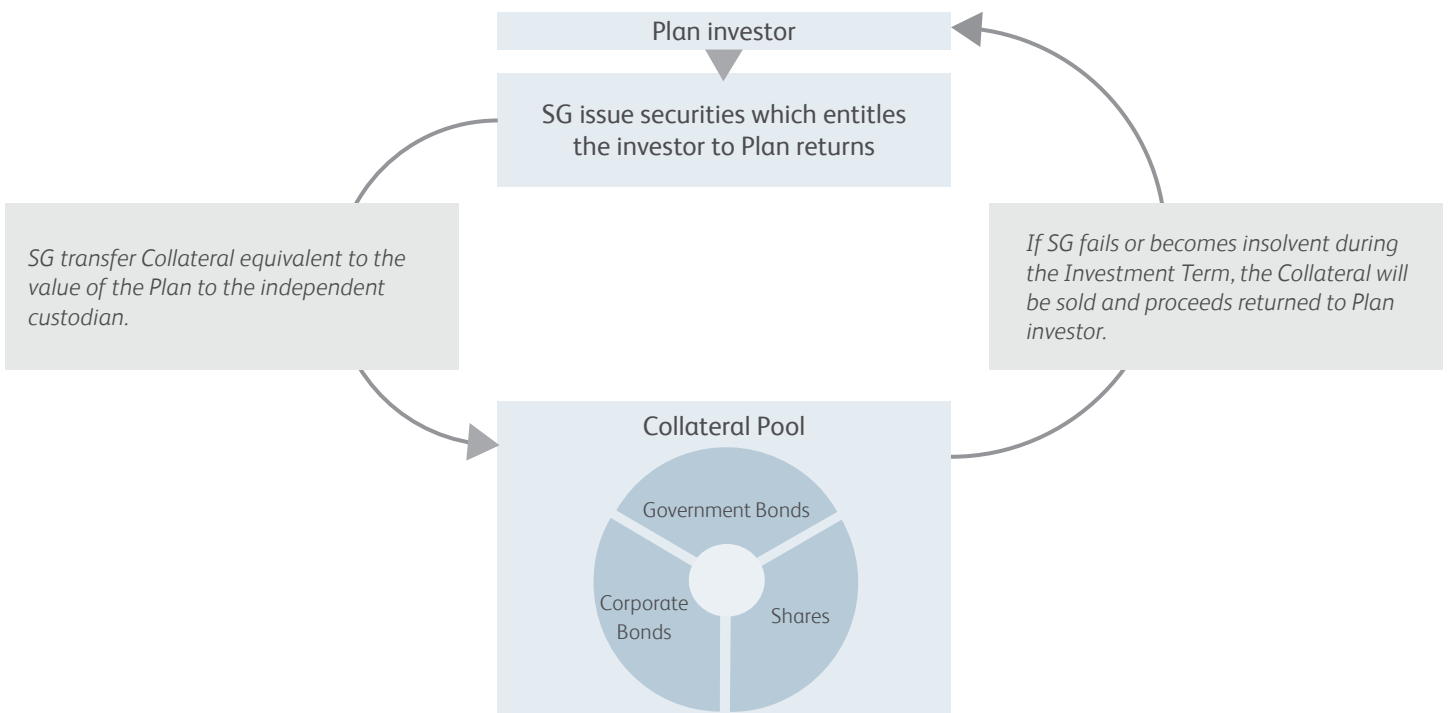 Plan investor
SG issue securities which entitles
the investor to Plan returns
SG transfer Collateral equivalent to the
value of the Plan to the independent
custodian.
If SG fails or becomes insolvent during
the Investment Term, the Collateral will
be sold and proceeds returned to Plan
investor.
Collateral Pool
Government Bonds
Corporate
Bonds
Shares